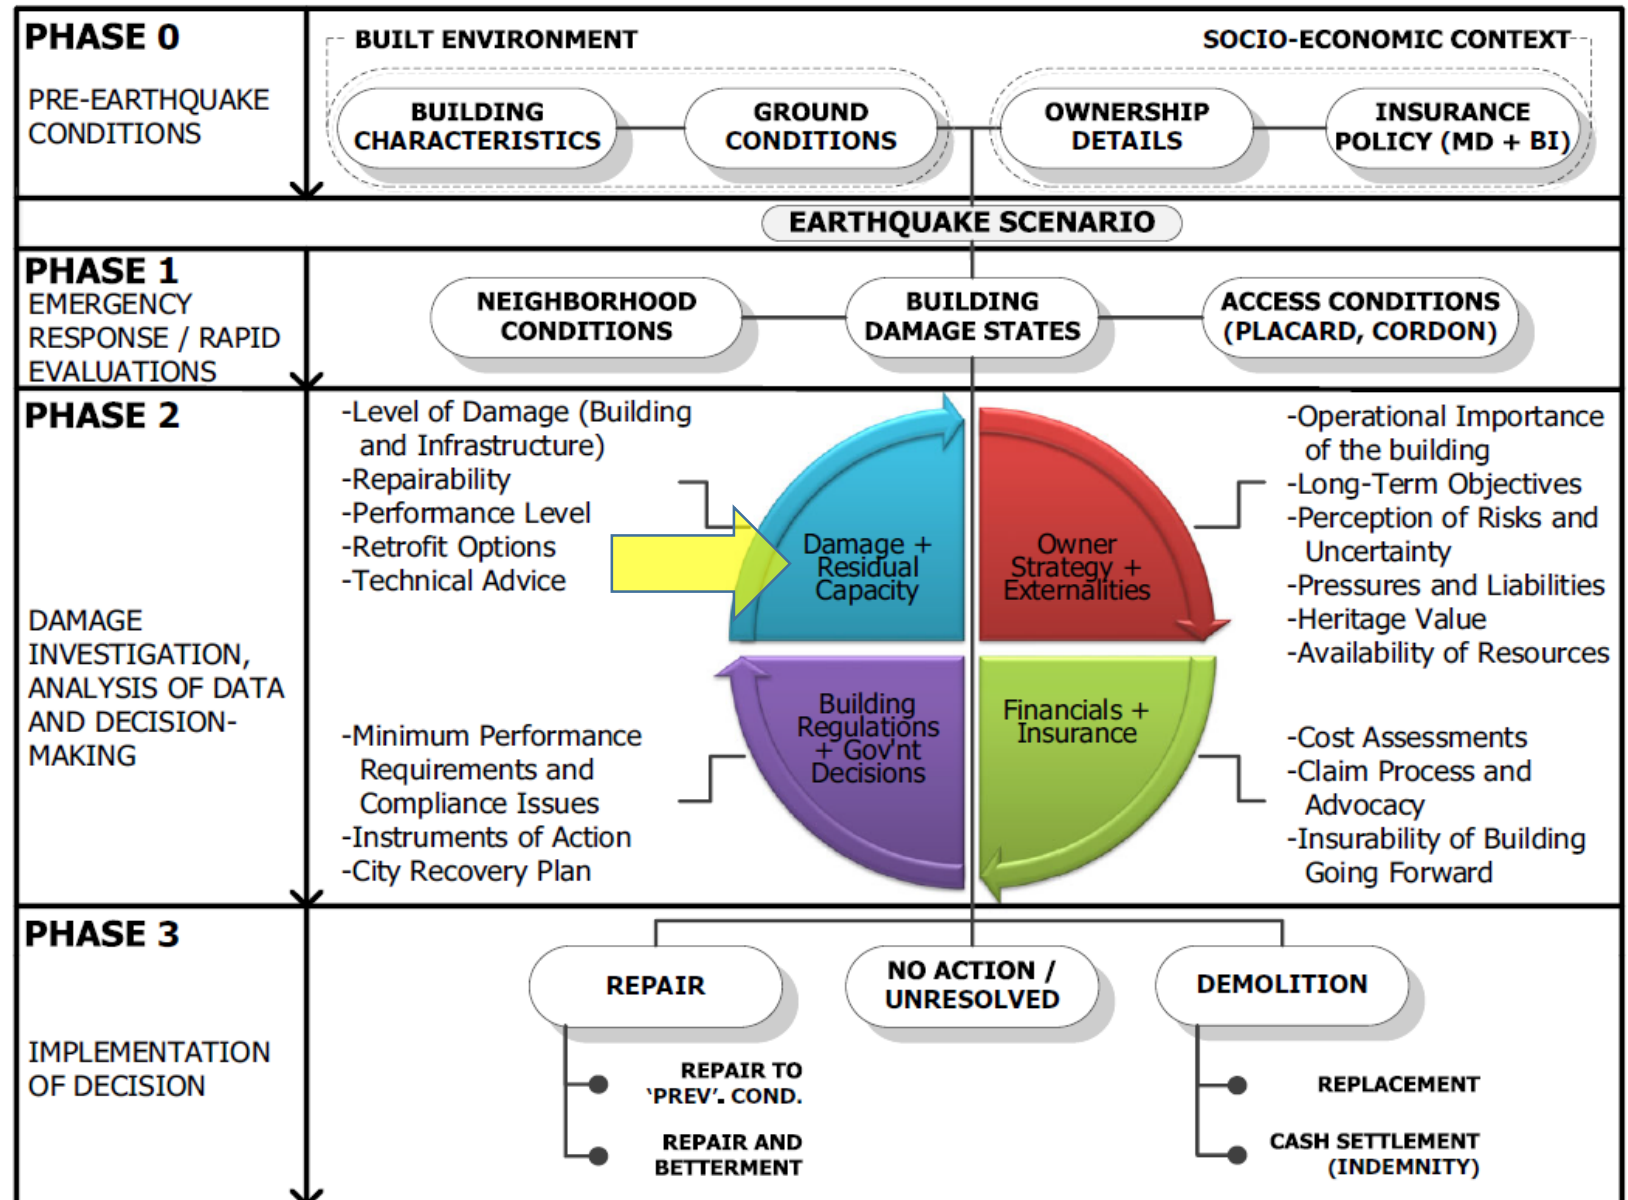 PHASE 0
PRE-EARTHQUAKE
CONDITIONS
BUILT ENVIRONMENT
SOCIO-ECONOMIC CONTEXT
BUILDING
CHARACTERISTICS
GROUND
CONDITIONS
OWNERSHIP
DETAILS
INSURANCE
POLICY (MD + BI)
EARTHQUAKE SCENARIO
PHASE 1
EMERGENCY
RESPONSE / RAPID
EVALUATIONS
NEIGHBORHOOD
CONDITIONS
BUILDING
DAMAGE STATES
ACCESS CONDITIONS
(PLACARD, CORDON)
PHASE 2
DAMAGE
INVESTIGATION,
ANALYSIS OF DATA
AND DECISION-
MAKING
-Level of Damage (Building
and Infrastructure)
-Repairability
-Performance Level
-Retrofit Options
-Technical Advice
Damage +
Residual
Capacity
Owner
Strategy +
Externalities
-Operational Importance
of the building
-Long-Term Objectives
-Perception of Risks and
Uncertainty
-Pressures and Liabilities
-Heritage Value
-Availability of Resources
-Minimum Performance
Requirements and
Compliance Issues
-Instruments of Action
-City Recovery Plan
Building
Regulations
+ Gov'nt
Decisions
Financials +
Insurance
-Cost Assessments
-Claim Process and
Advocacy
-Insurability of Building
Going Forward
PHASE 3
IMPLEMENTATION
OF DECISION
REPAIR
NO ACTION /
UNRESOLVED
DEMOLITION
REPAIR TO
‘PREV’. COND.
REPAIR AND
BETTERMENT
REPLACEMENT
CASH SETTLEMENT
(INDEMNITY)